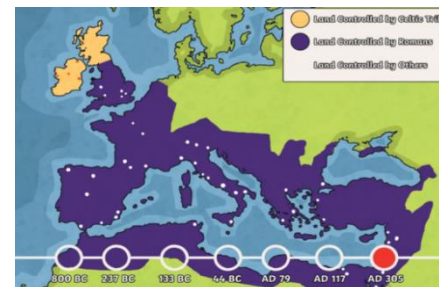 Land Controlled by Celtic Tri
Land Controlled by Romans
Land Controlled by Others
800 BC 237 BC 133 BC 44 BC AD 79 AD 117 AD 305